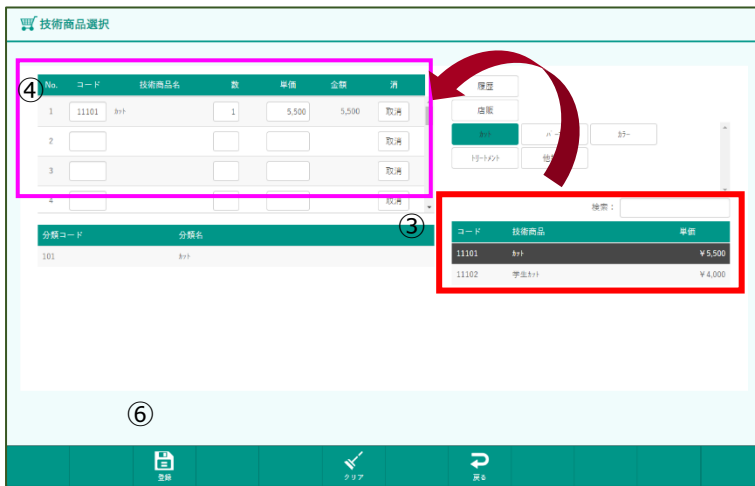 技術商品選択
④
No. コード 技術商品名 数 単価 金額 消
1 11101 ｶｯﾄ 1 5,500 5,500 取消
2 取消
3 取消
4 取消
分類コード 分類名
101 ｶｯﾄ
履歴
店販
ｶｯﾄ ｶﾗｰ
ﾄﾘｰﾄﾒﾝﾄ
③
検索：
コード 技術商品 単価
11101 ｶｯﾄ ￥5,500
11102 学生ｶｯﾄ ￥4,000
⑥
登録 クリア 戻る